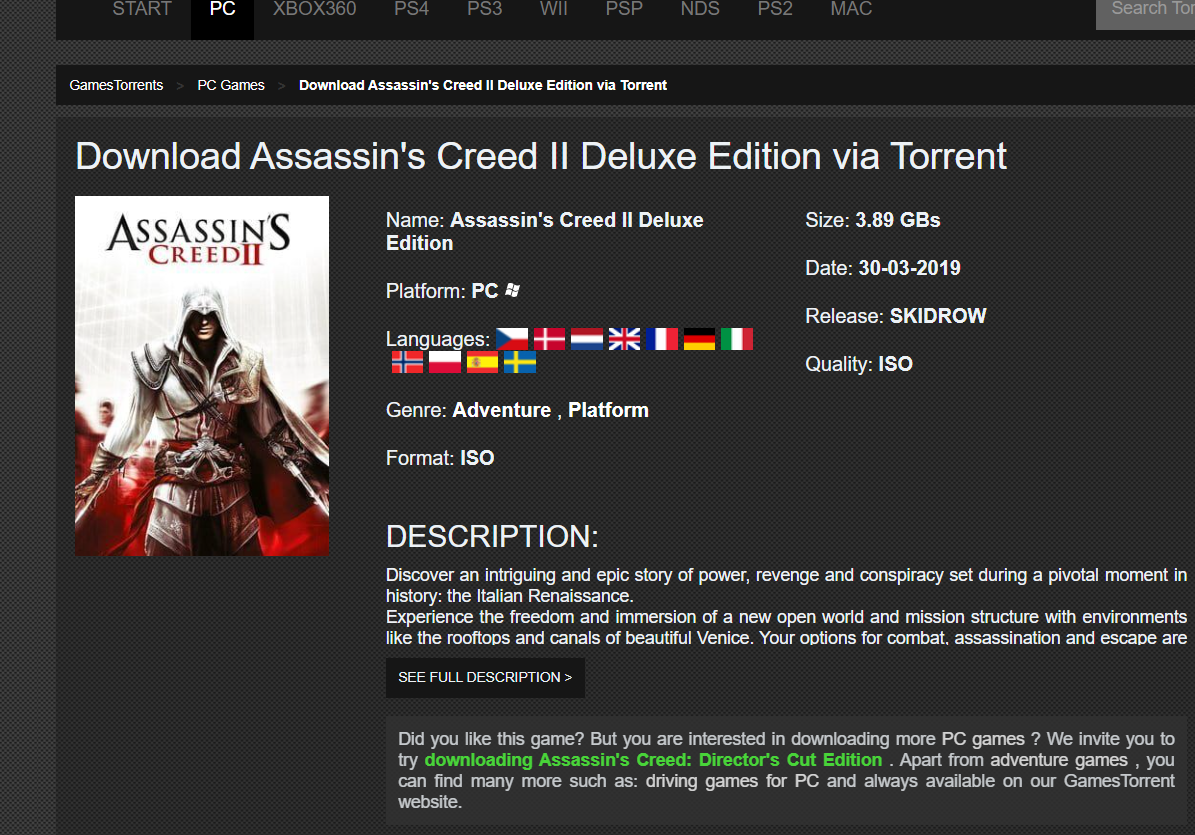 START PC XBOX360 PS4 PS3 WII PSP NDS PS2 MAC Search Tor
GamesTorrents > PC Games > Download Assassin's Creed II Deluxe Edition via Torrent
Download Assassin's Creed II Deluxe Edition via Torrent
ASSASSIN'S
CREED II
Name: Assassin's Creed II Deluxe
Edition
Platform: PC
Languages:
Genre: Adventure , Platform
Format: ISO
Size: 3.89 GBs
Date: 30-03-2019
Release: SKIDROW
Quality: ISO
DESCRIPTION:
Discover an intriguing and epic story of power, revenge and conspiracy set during a pivotal moment in
history: the Italian Renaissance.
Experience the freedom and immersion of a new open world and mission structure with environments
like the rooftops and canals of beautiful Venice. Your options for combat, assassination and escape are
SEE FULL DESCRIPTION >
Did you like this game? But you are interested in downloading more PC games ? We invite you to
try downloading Assassin's Creed: Director's Cut Edition . Apart from adventure games , you
can find many more such as: driving games for PC and always available on our GamesTorrent
website.